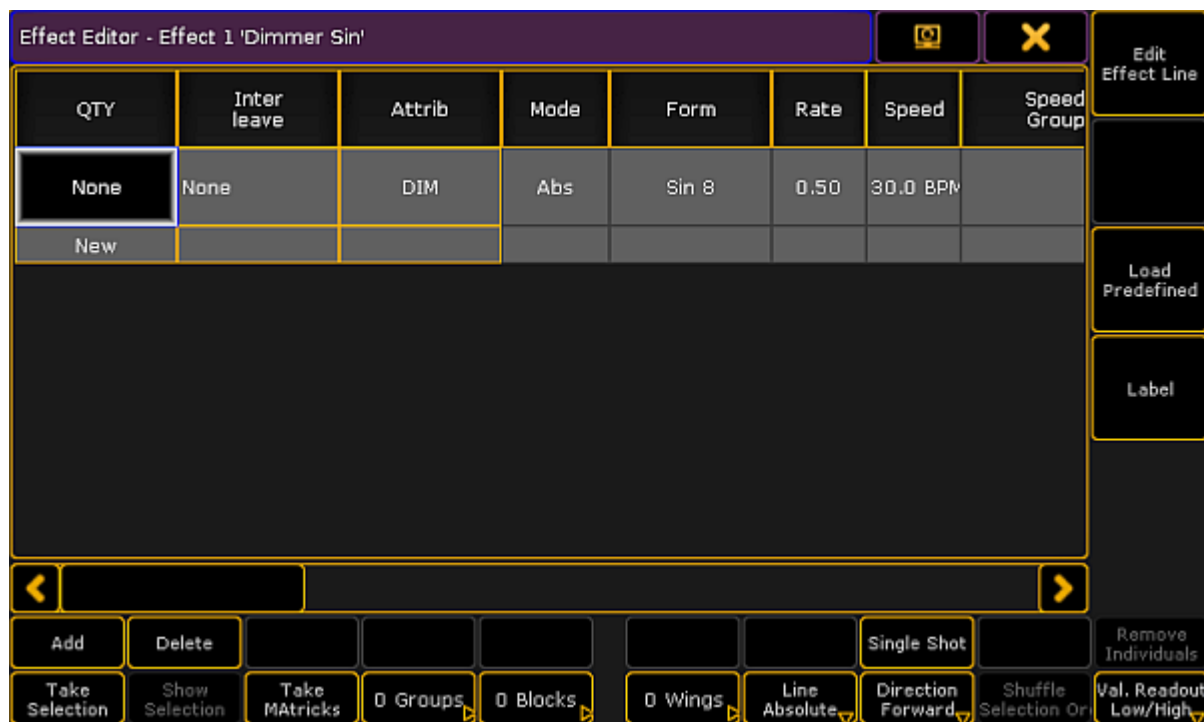 Effect Editor - Effect 1 'Dimmer Sin'
Edit
Effect Line
QTY
Inter
leave
Attrib
Mode
Form
Rate
Speed
Speed
Group
None
None
DIM
Abs
Sin 8
0.50
30.0 BPM
New
Load
Predefined
Label
Add
Delete
Single Shot
Remove
Individuals
Take
Selection
Show
Selection
Take
MAtricks
0 Groups
0 Blocks
0 Wings
Line
Absolute
Direction
Forward
Shuffle
Selection Or
Val. Readout
Low/High